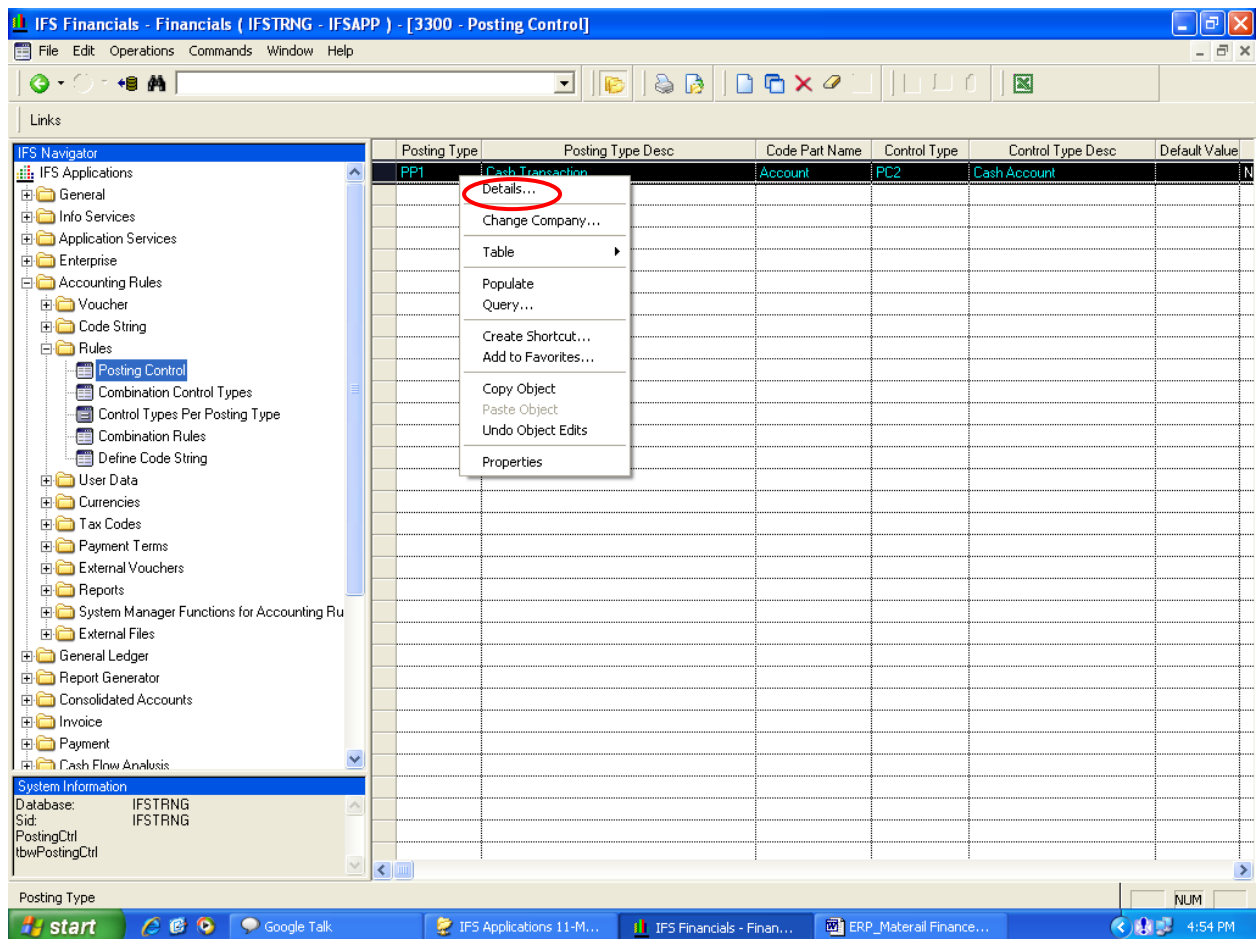 IFS Financials - Financials ( IFSTRNG - IFSAPP ) - [3300 - Posting Control]
File Edit Operations Commands Window Help
Links
IFS Navigator
IFS Applications
General
Info Services
Application Services
Enterprise
Accounting Rules
Voucher
Code String
Rules
Posting Control
Combination Control Types
Control Types Per Posting Type
Combination Rules
Define Code String
User Data
Currencies
Tax Codes
Payment Terms
External Vouchers
Reports
System Manager Functions for Accounting Ru
External Files
General Ledger
Report Generator
Consolidated Accounts
Invoice
Payment
Cash Flow Analysis
System Information
Database: IFSTRNG
Sid: IFSTRNG
PostingCtrl
tbwPostingCtrl
Posting Type Posting Type Desc Code Part Name Control Type Control Type Desc Default Value
PP1 Cash Transaction Account PC2 Cash Account N
Details...
Change Company...
Table
Populate
Query...
Create Shortcut...
Add to Favorites...
Copy Object
Paste Object
Undo Object Edits
Properties
Posting Type NUM
start Google Talk IFS Applications 11-M... IFS Financials - Finan... ERP_Materail Finance... 4:54 PM